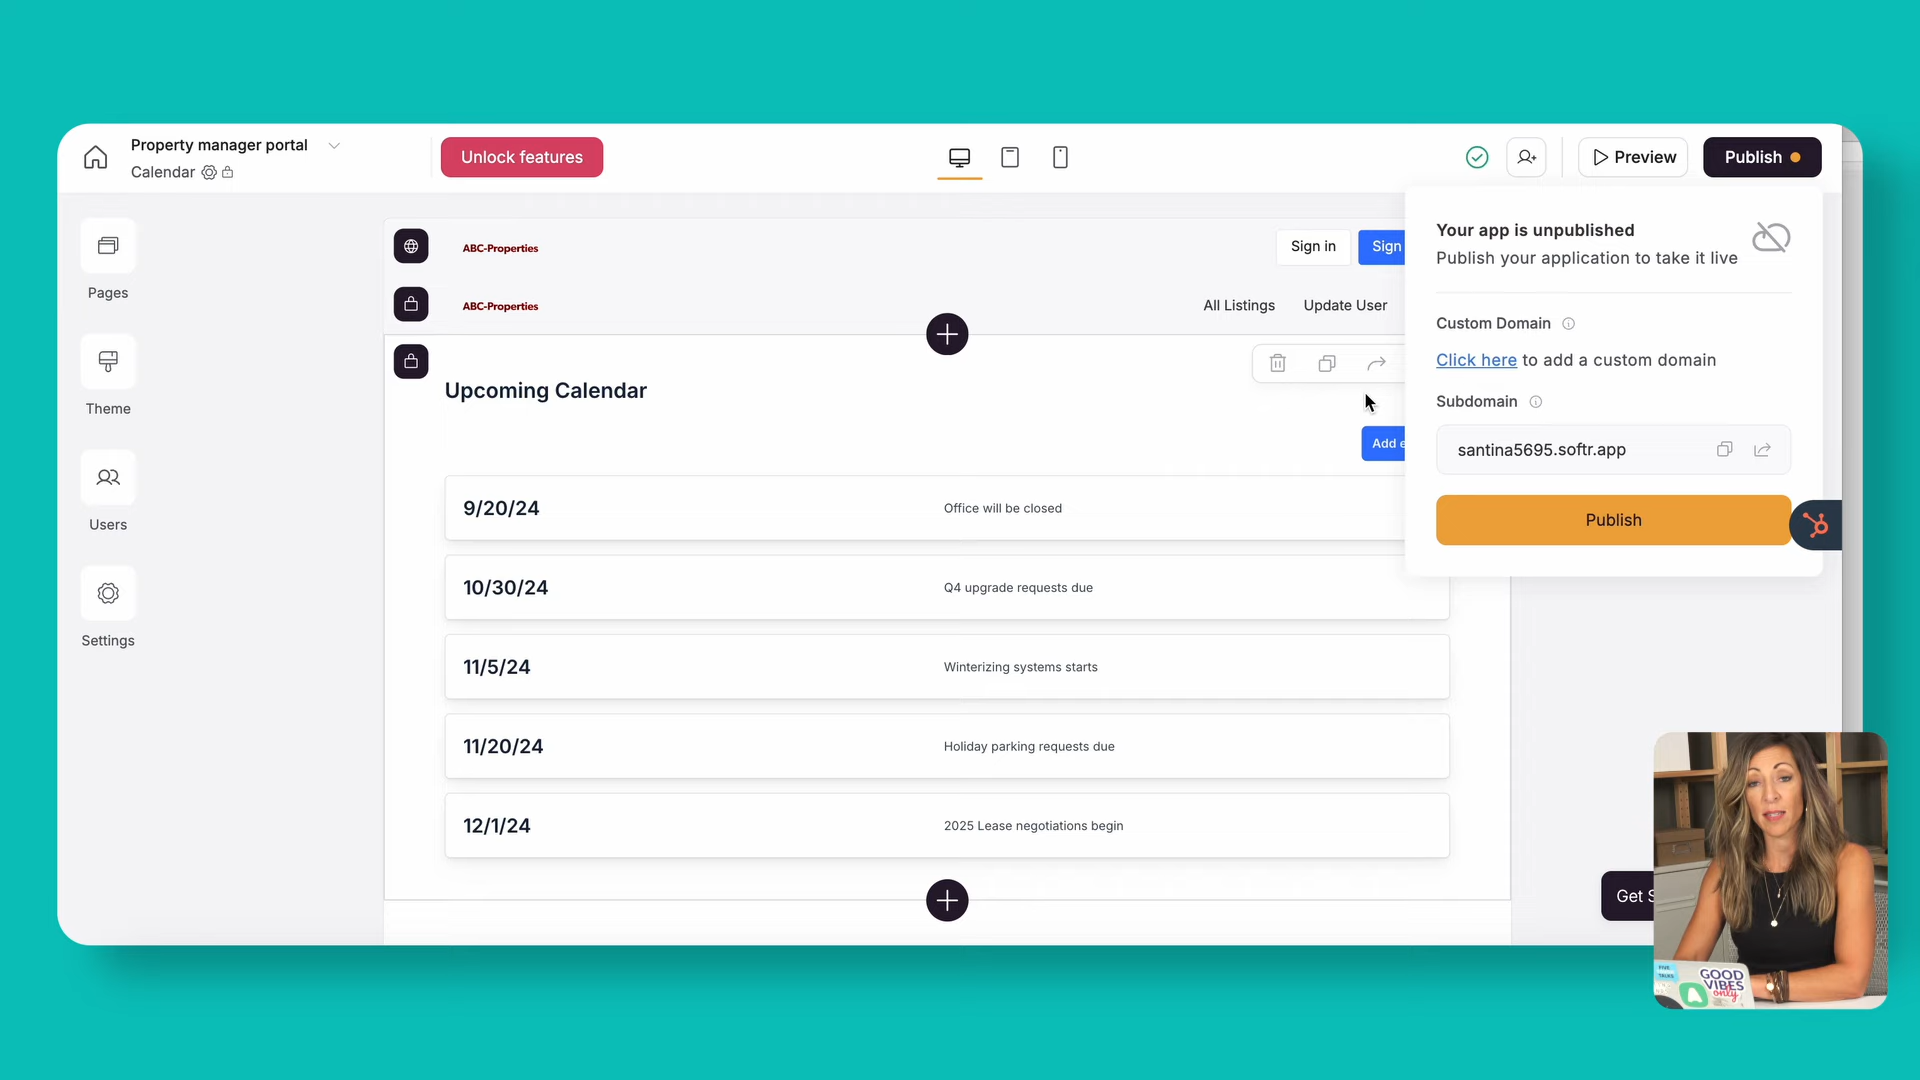 Property manager portal
Calendar
Unlock features
Preview
Publish
Pages
Theme
Users
Settings
ABC-Properties
Sign in
Sign
ABC-Properties
All Listings
Update User
Upcoming Calendar
Add e
9/20/24
Office will be closed
10/30/24
Q4 upgrade requests due
11/5/24
Winterizing systems starts
11/20/24
Holiday parking requests due
12/1/24
2025 Lease negotiations begin
Your app is unpublished
Publish your application to take it live
Custom Domain
Click here to add a custom domain
Subdomain
santina5695.softr.app
Publish
Get S
FIVE
TALKS
GOOD
VIBES
only